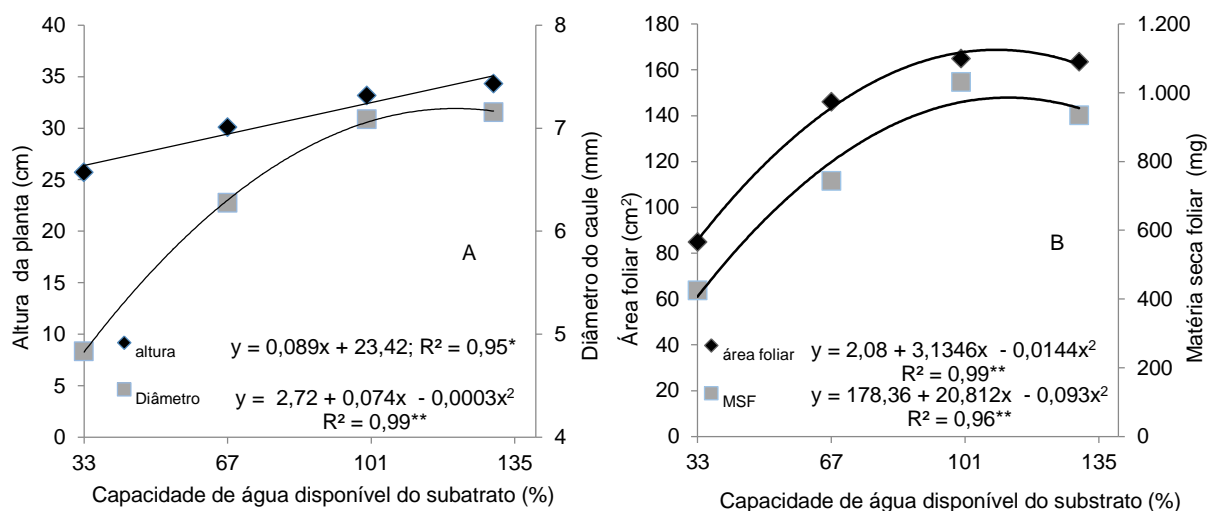 40
35
30
25
20
15
10
5
0
Altura da planta (cm)
8
7
6
5
4
Diâmetro do caule (mm)
A
altura
y = 0,089x + 23,42; R² = 0,95*
Diâmetro
y = 2,72 + 0,074x - 0,0003x²
R² = 0,99**
33 67 101 135
Capacidade de água disponível do subatrato (%)
180
160
140
120
100
80
60
40
20
0
Área foliar (cm²)
1.200
1.000
800
600
400
200
0
Matéria seca foliar (mg)
B
área foliar
y = 2,08 + 3,1346x - 0,0144x²
R² = 0,99**
MSF
y = 178,36 + 20,812x - 0,093x²
R² = 0,96**
33 67 101 135
Capacidade de água disponível do substrato (%)